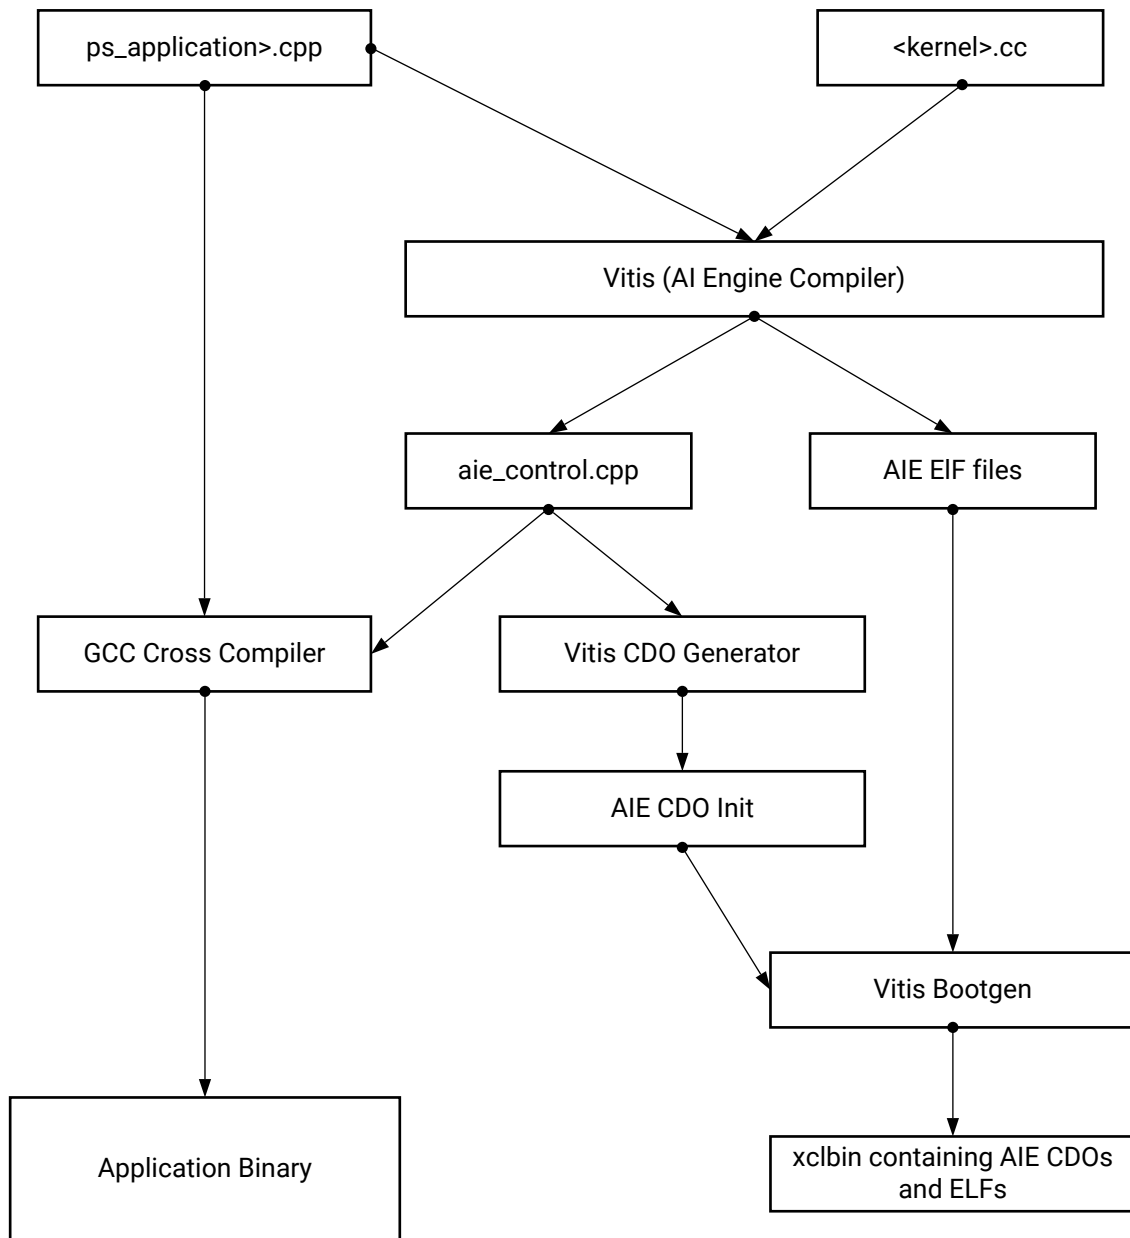 ps_application>.cpp
<kernel>.cc
Vitis (AI Engine Compiler)
aie_control.cpp
AIE ElF files
GCC Cross Compiler
Vitis CDO Generator
AIE CDO Init
Vitis Bootgen
Application Binary
xclbin containing AIE CDOs
and ELFs